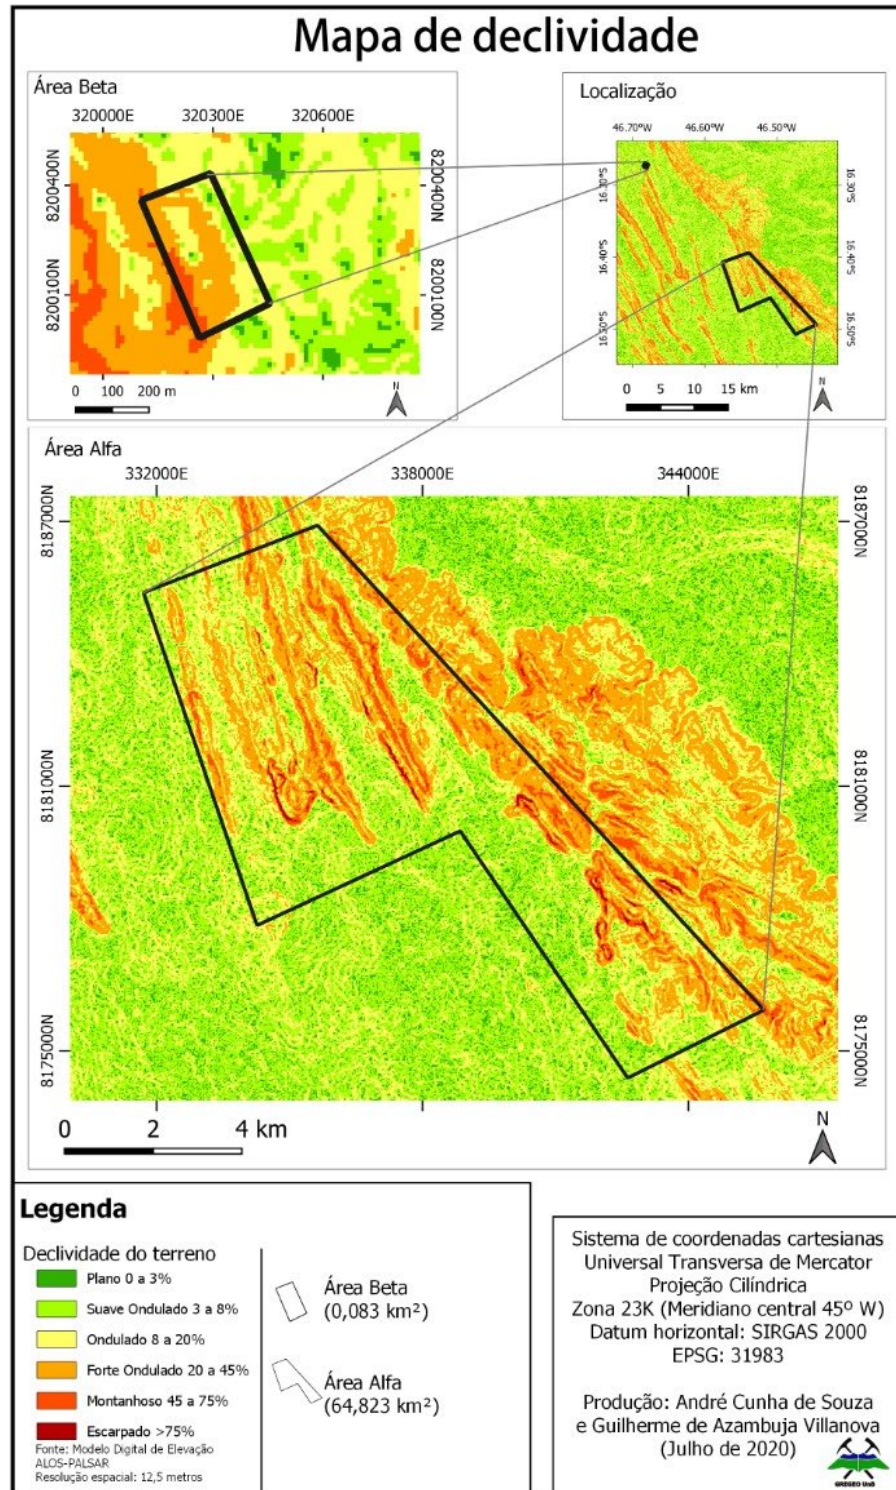 Mapa de declividade
Área Beta
320000E 320300E 320600E
8200400N
8200400N
8200100N
8200100N
0 100 200 m
N
Localização
46.70°W 46.60°W 46.50°W
16.30°S
16.30°S
16.40°S
16.40°S
16.50°S
16.50°S
0 5 10 15 km
N
Área Alfa
332000E 338000E 344000E
8187000N
8187000N
8181000N
8181000N
8175000N
8175000N
0 2 4 km
N
Legenda
Declividade do terreno
Plano 0 a 3%
Suave Ondulado 3 a 8%
Ondulado 8 a 20%
Forte Ondulado 20 a 45%
Montanhoso 45 a 75%
Escarpado >75%
Fonte: Modelo Digital de Elevação
ALOS-PALSAR
Resolução espacial: 12,5 metros
Área Beta
(0,083 km²)
Área Alfa
(64,823 km²)
Sistema de coordenadas cartesianas
Universal Transversa de Mercator
Projeção Cilíndrica
Zona 23K (Meridiano central 45º W)
Datum horizontal: SIRGAS 2000
EPSG: 31983
Produção: André Cunha de Souza
e Guilherme de Azambuja Villanova
(Julho de 2020)
GREGEO UnB